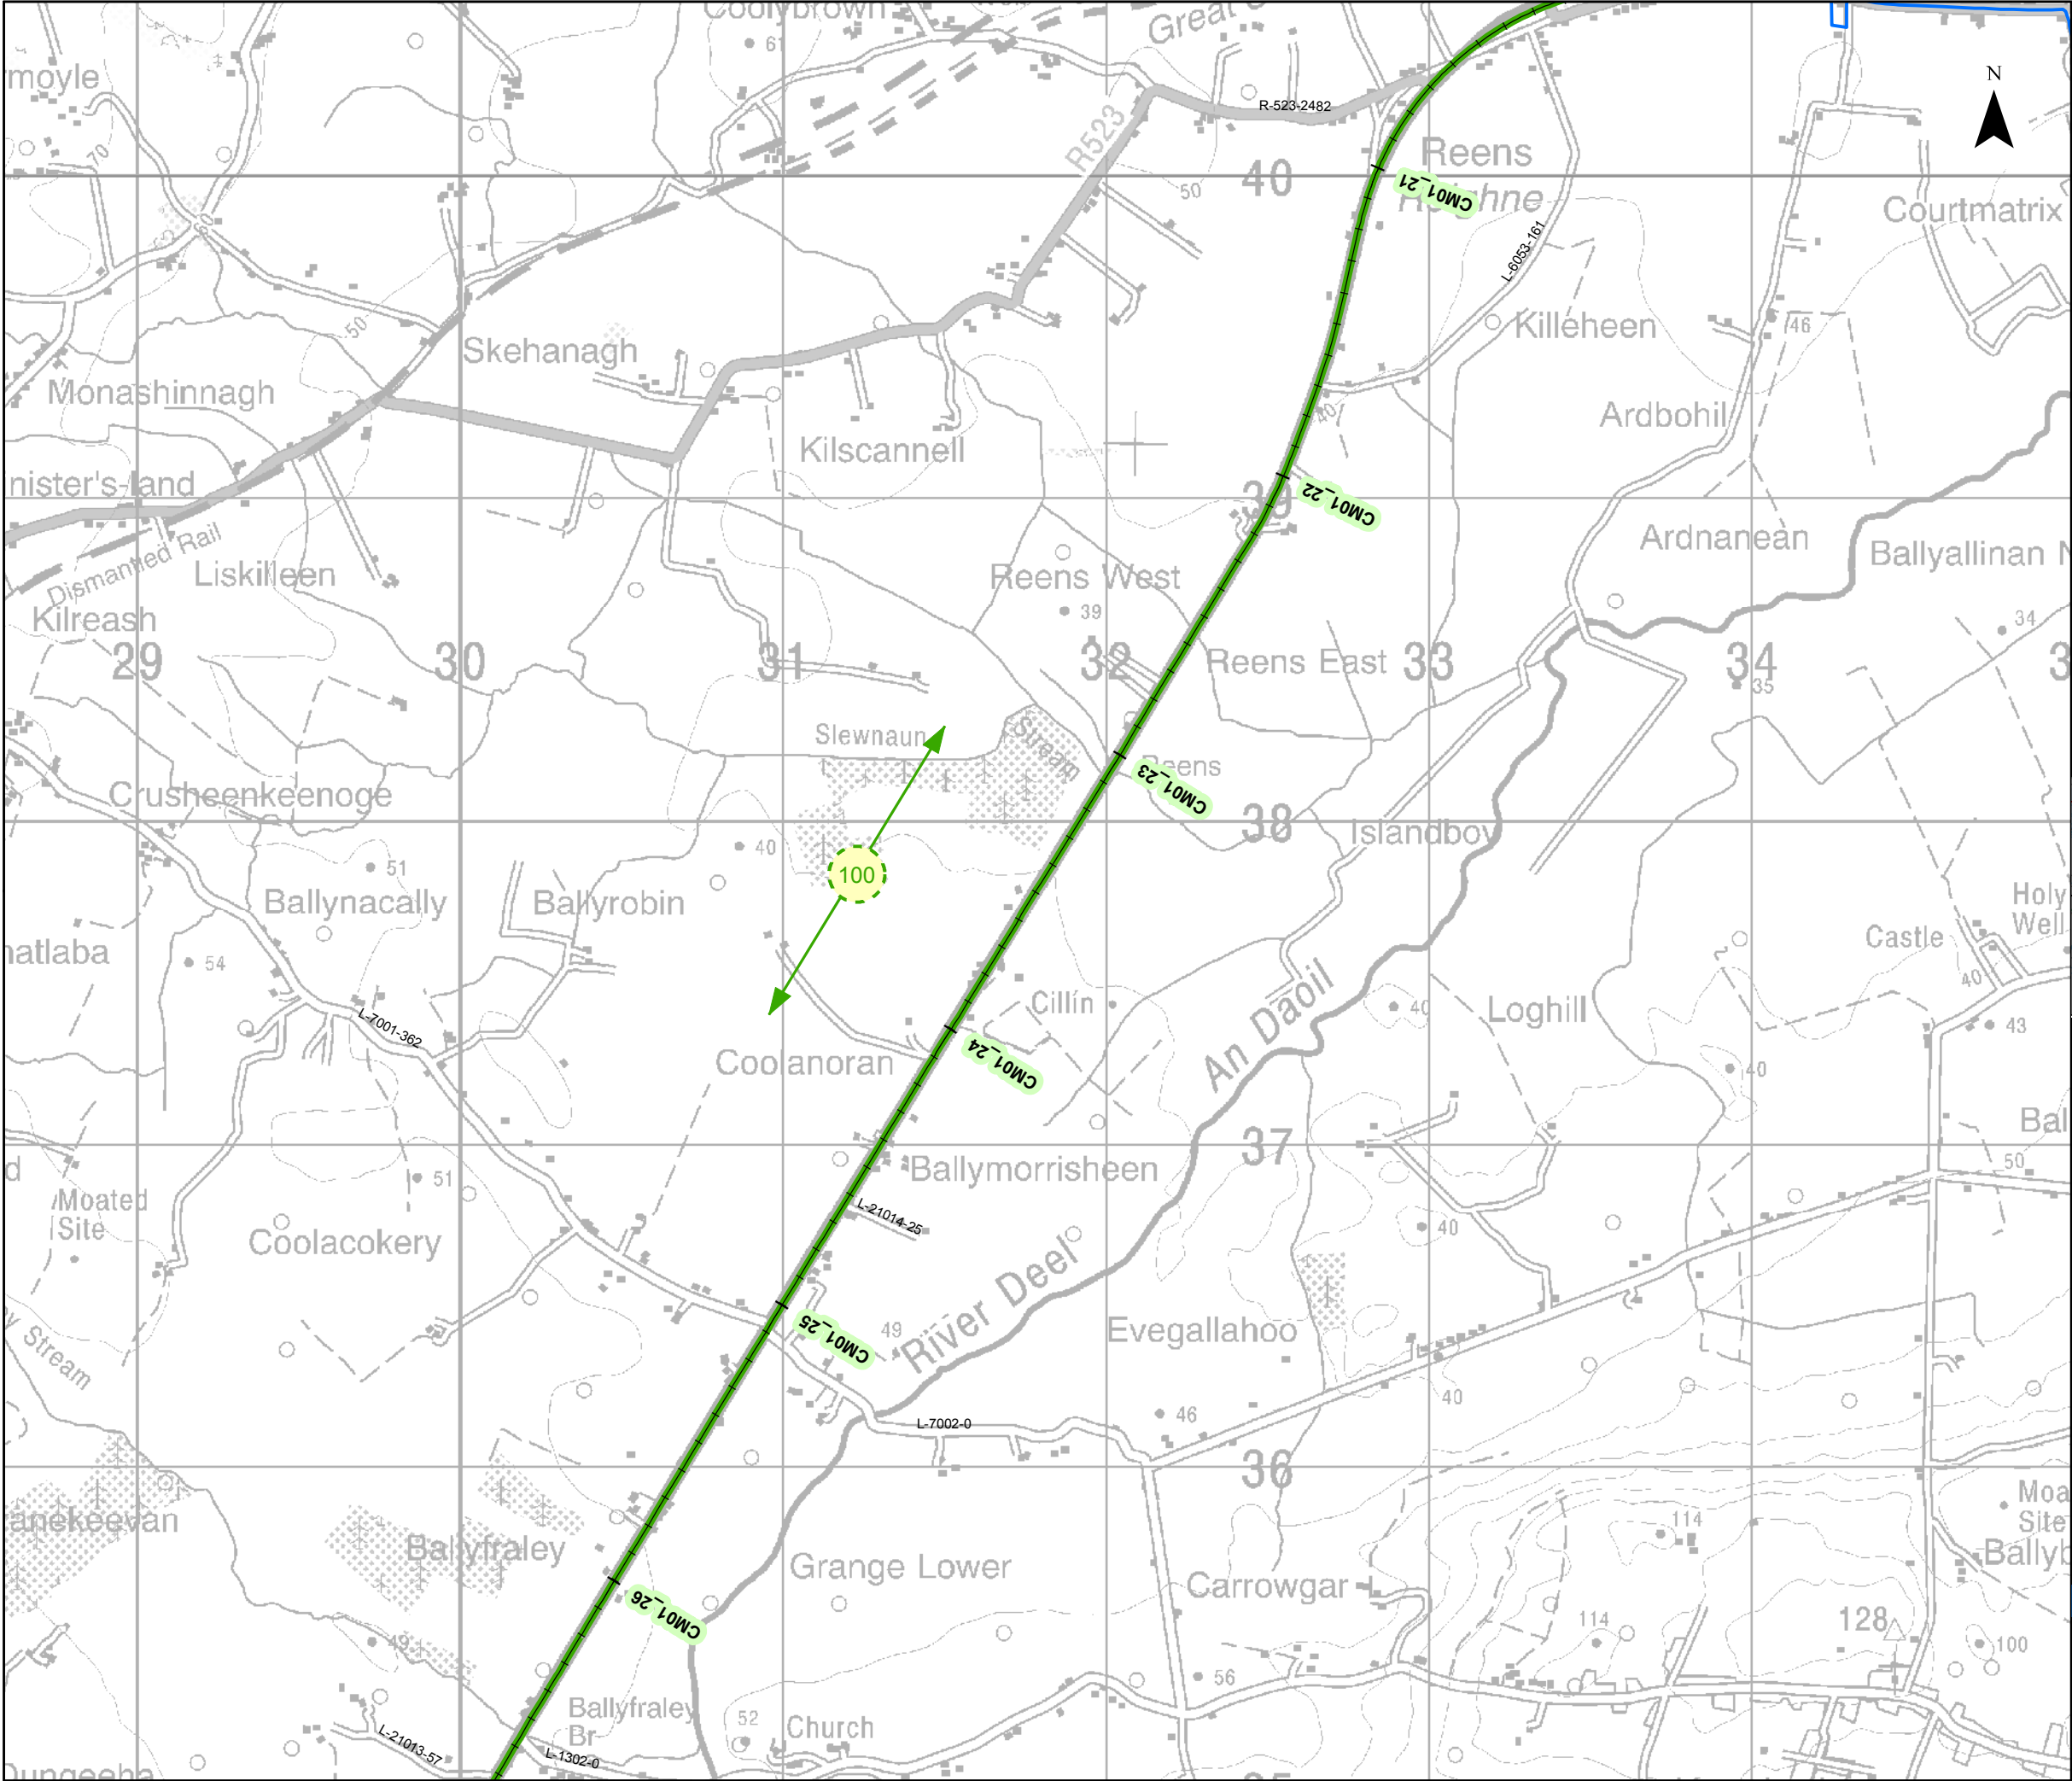 Coolybrown
Great
N
61
moyle
R-523-2482
70
R523
Reens
40
50
CM01_21
Courtmatrix
60
L-6053-161
50
Skehanagh
Killeheen
46
Monashinnagh
Ardbohil
40
Kilscannell
nister's-land
39
CM01_22
Ardnanean
Dismantled Rail
Liskilleen
Reens West
Ballyallinan N
Kilreash
39
34
29
30
31
32
Reens East
33
34
3
35
Slewnaun
Stream
Reens
CM01_23
Crusheenkeenoge
38
Islandboy
40
51
100
Ballynacally
Ballyrobin
Holy
Well
natlaba
54
Castle
40
Cillín
An Daoil
40
Loghill
43
L-7001-362
Coolanoran
CM01_24
40
Bal
37
d
51
Ballymorrisheen
50
Moated
Site
L-21014-25
40
Coolacokery
River Deel
CM01_25
49
Evegallahoo
y Stream
40
46
L-7002-0
36
Moa
Site
anekeevan
114
Ballyfraley
Grange Lower
Ballyb
Carrowgar
CM01_26
114
128
100
49
56
Ballyfraley
Br
52
Church
L-21013-57
L-1302-0
Dungeeha
35